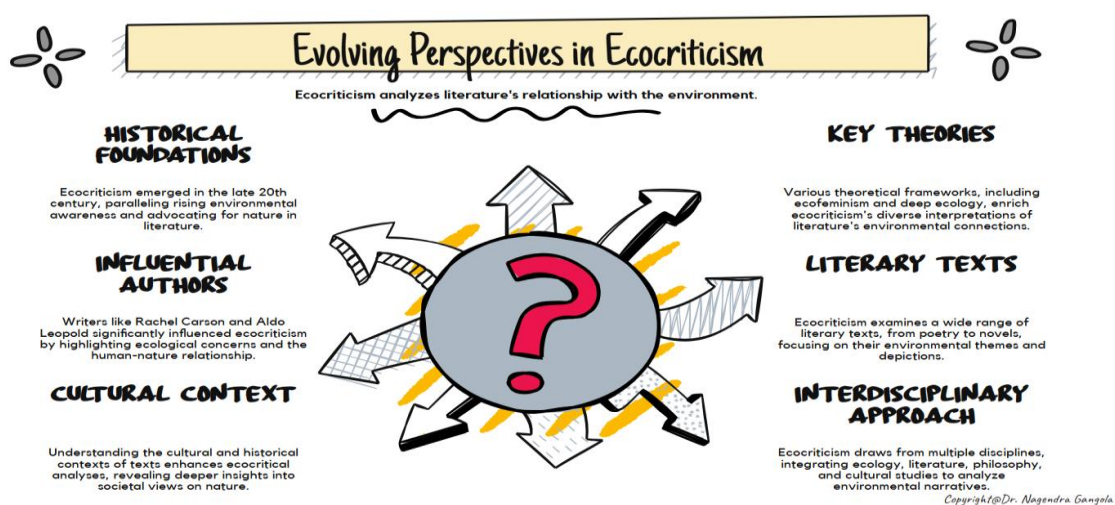 Evolving Perspectives in Ecocriticism
Ecocriticism analyzes literature's relationship with the environment.
HISTORICAL
FOUNDATIONS
Ecocriticism emerged in the late 20th
century, paralleling rising environmental
awareness and advocating for nature in
literature.
INFLUENTIAL
AUTHORS
Writers like Rachel Carson and Aldo
Leopold significantly influenced ecocriticism
by highlighting ecological concerns and the
human-nature relationship.
CULTURAL CONTEXT
Understanding the cultural and historical
contexts of texts enhances ecocritical
analyses, revealing deeper insights into
societal views on nature.
?
KEY THEORIES
Various theoretical frameworks, including
ecofeminism and deep ecology, enrich
ecocriticism's diverse interpretations of
literature's environmental connections.
LITERARY TEXTS
Ecocriticism examines a wide range of
literary texts, from poetry to novels,
focusing on their environmental themes and
depictions.
INTERDISCIPLINARY
APPROACH
Ecocriticism draws from multiple disciplines,
integrating ecology, literature, philosophy,
and cultural studies to analyze
environmental narratives.
Copyright@Dr. Nagendra Gangola